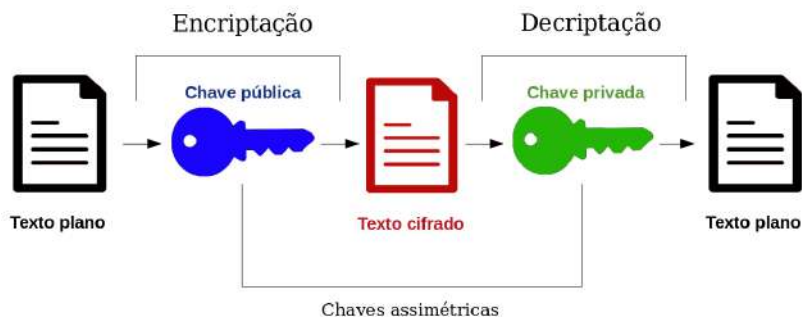 Encriptação
Decriptação
Chave pública
Chave privada
Texto plano
Texto cifrado
Texto plano
Chaves assimétricas